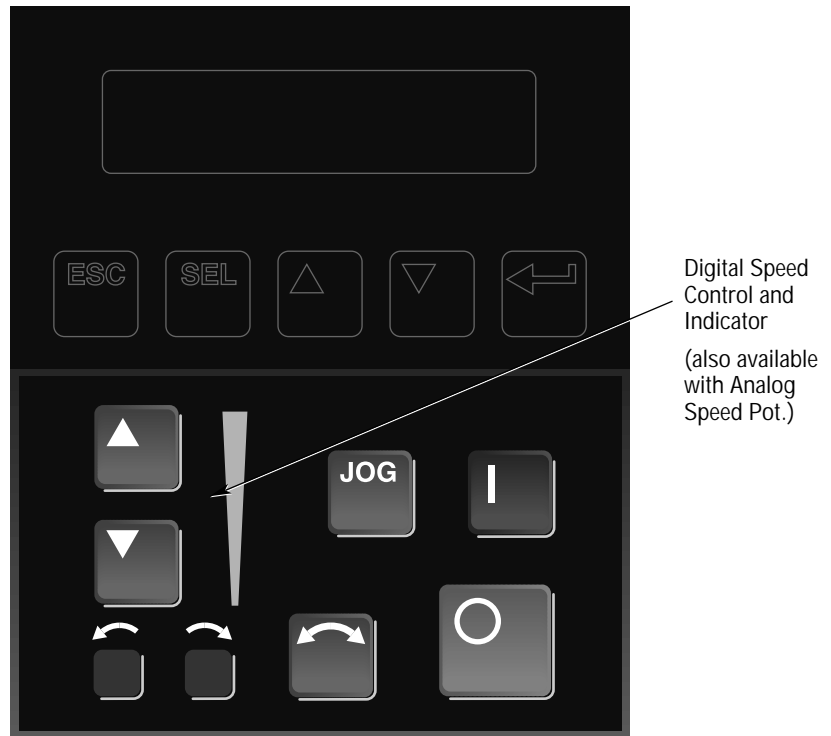 ESC SEL
Digital Speed
Control and
Indicator
(also available
with Analog
Speed Pot.)
JOG